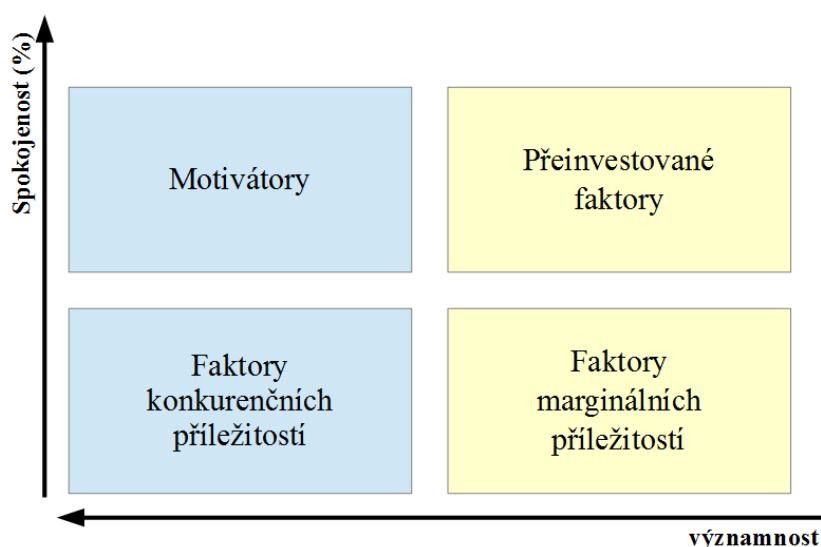 Spokojenost (%)
Motivátory
Přeinvestované
faktory
Faktory
konkurenčních
příležitostí
Faktory
marginálních
příležitostí
významnost